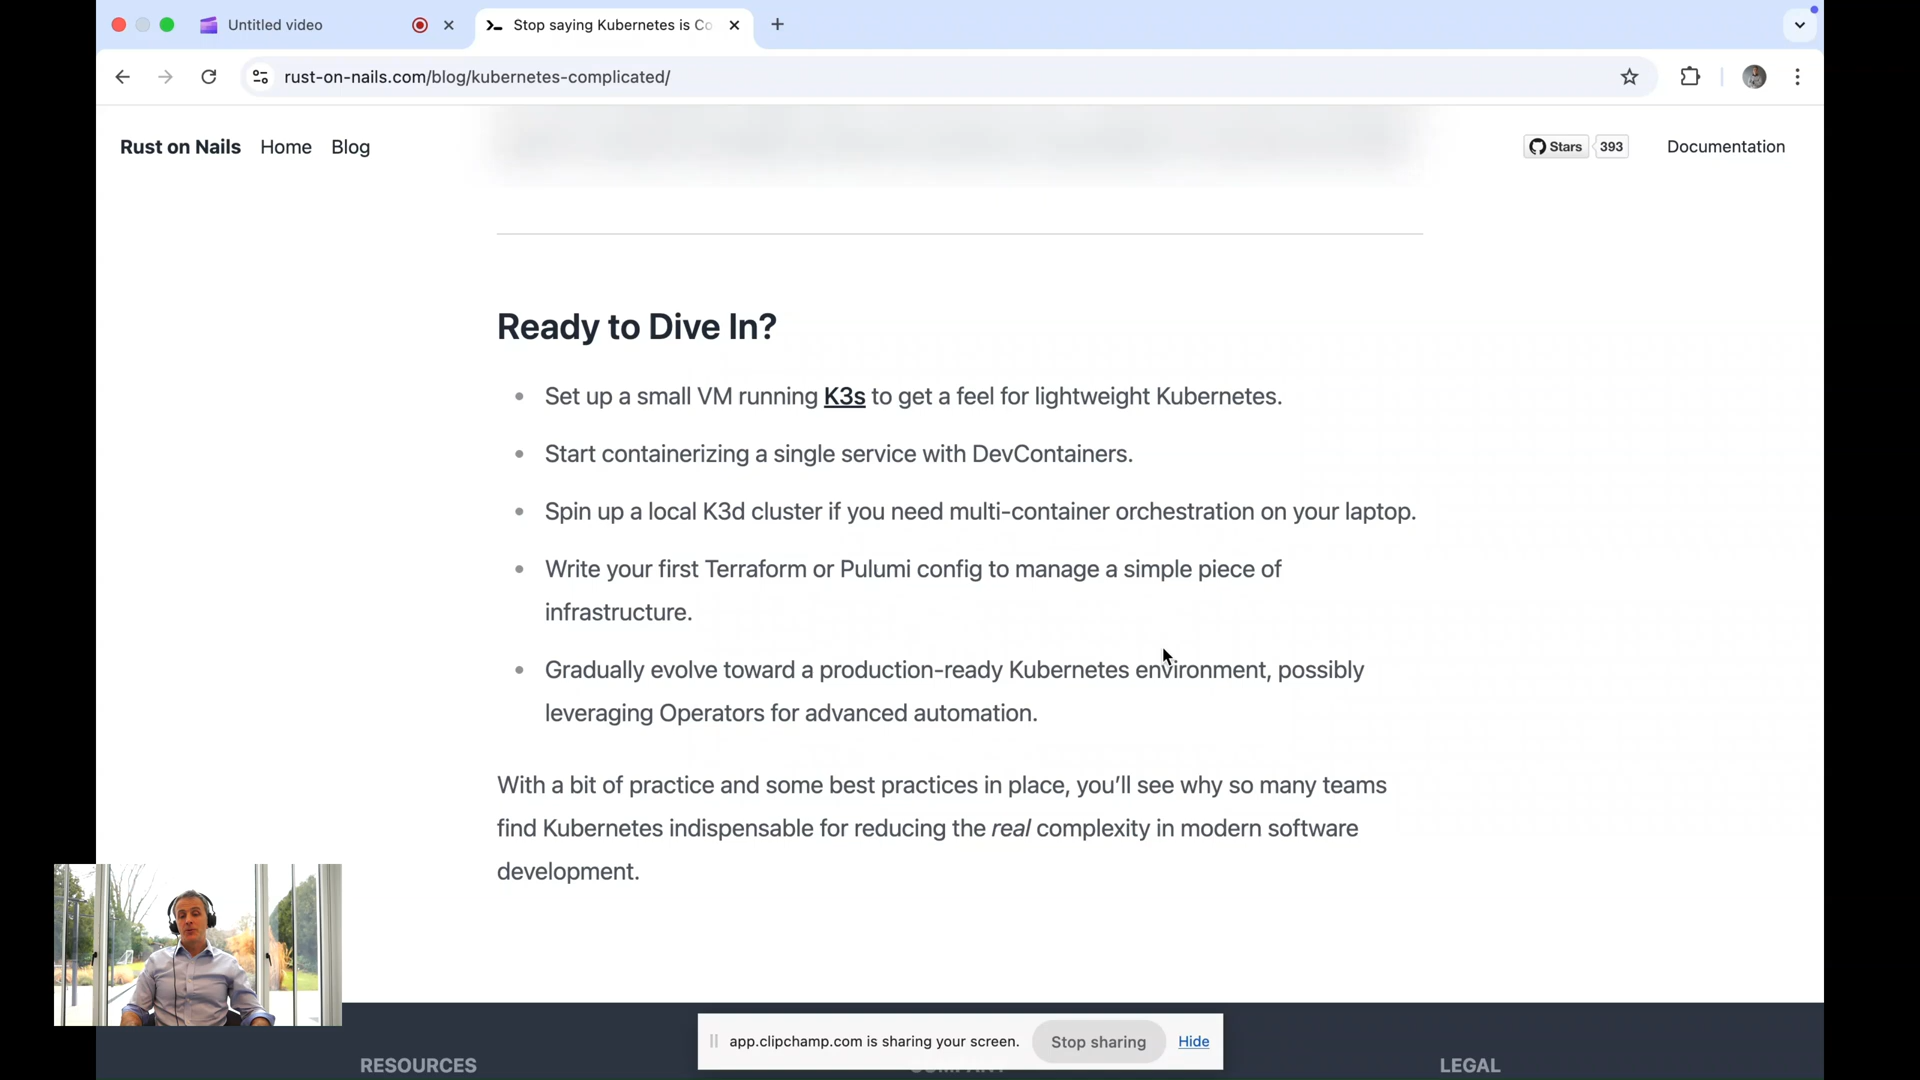 Untitled video
Stop saying Kubernetes is Co
rust-on-nails.com/blog/kubernetes-complicated/
Rust on Nails Home Blog
Stars 393 Documentation
Ready to Dive In?
Set up a small VM running K3s to get a feel for lightweight Kubernetes.
Start containerizing a single service with DevContainers.
Spin up a local K3d cluster if you need multi-container orchestration on your laptop.
Write your first Terraform or Pulumi config to manage a simple piece of
infrastructure.
Gradually evolve toward a production-ready Kubernetes environment, possibly
leveraging Operators for advanced automation.
With a bit of practice and some best practices in place, you’ll see why so many teams
find Kubernetes indispensable for reducing the real complexity in modern software
development.
app.clipchamp.com is sharing your screen. Stop sharing Hide
RESOURCES
LEGAL